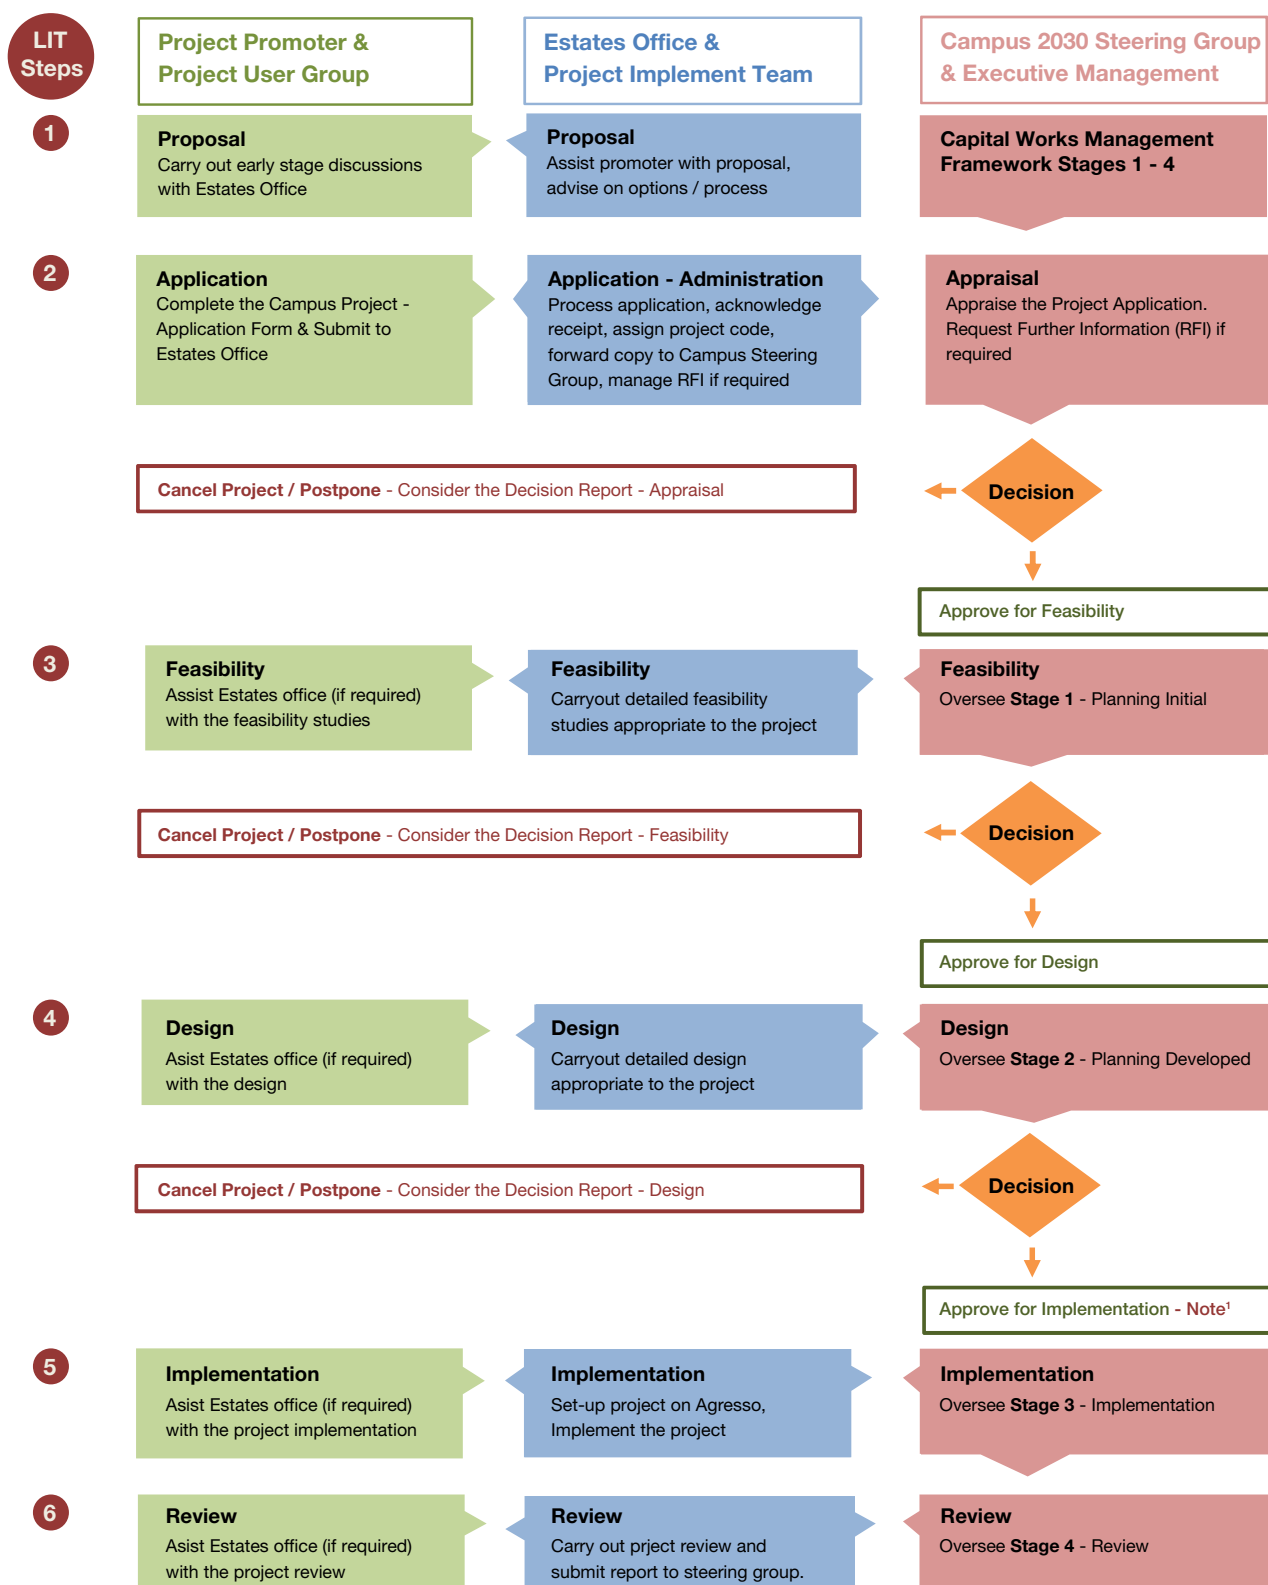 LIT
Steps
Project Promoter &
Project User Group
Estates Office &
Project Implement Team
Campus 2030 Steering Group
& Executive Management
1
Proposal
Carry out early stage discussions
with Estates Office
Proposal
Assist promoter with proposal,
advise on options / process
Capital Works Management
Framework Stages 1 - 4
2
Application
Complete the Campus Project -
Application Form & Submit to
Estates Office
Application - Administration
Process application, acknowledge
receipt, assign project code,
forward copy to Campus Steering
Group, manage RFI if required
Appraisal
Appraise the Project Application.
Request Further Information (RFI) if
required
Cancel Project / Postpone - Consider the Decision Report - Appraisal
Decision
Approve for Feasibility
3
Feasibility
Assist Estates office (if required)
with the feasibility studies
Feasibility
Carryout detailed feasibility
studies appropriate to the project
Feasibility
Oversee Stage 1 - Planning Initial
Cancel Project / Postpone - Consider the Decision Report - Feasibility
Decision
Approve for Design
4
Design
Asist Estates office (if required)
with the design
Design
Carryout detailed design
appropriate to the project
Design
Oversee Stage 2 - Planning Developed
Cancel Project / Postpone - Consider the Decision Report - Design
Decision
Approve for Implementation - Note¹
5
Implementation
Asist Estates office (if required)
with the project implementation
Implementation
Set-up project on Agresso,
Implement the project
Implementation
Oversee Stage 3 - Implementation
6
Review
Asist Estates office (if required)
with the project review
Review
Carry out prject review and
submit report to steering group.
Review
Oversee Stage 4 - Review